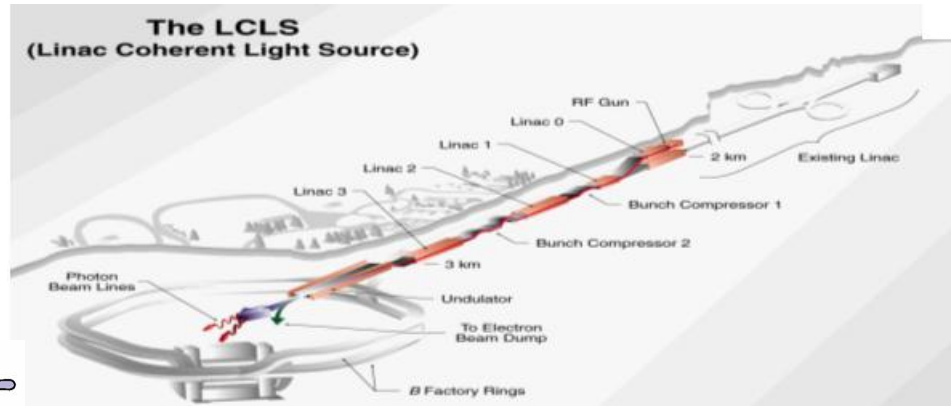 The LCLS
(Linac Coherent Light Source)
RF Gun
Linac 0
Linac 1
Linac 2
Linac 3
2 km
Existing Linac
Bunch Compressor 1
Bunch Compressor 2
3 km
Photon
Beam Lines
Undulator
To Electron
Beam Dump
B Factory Rings